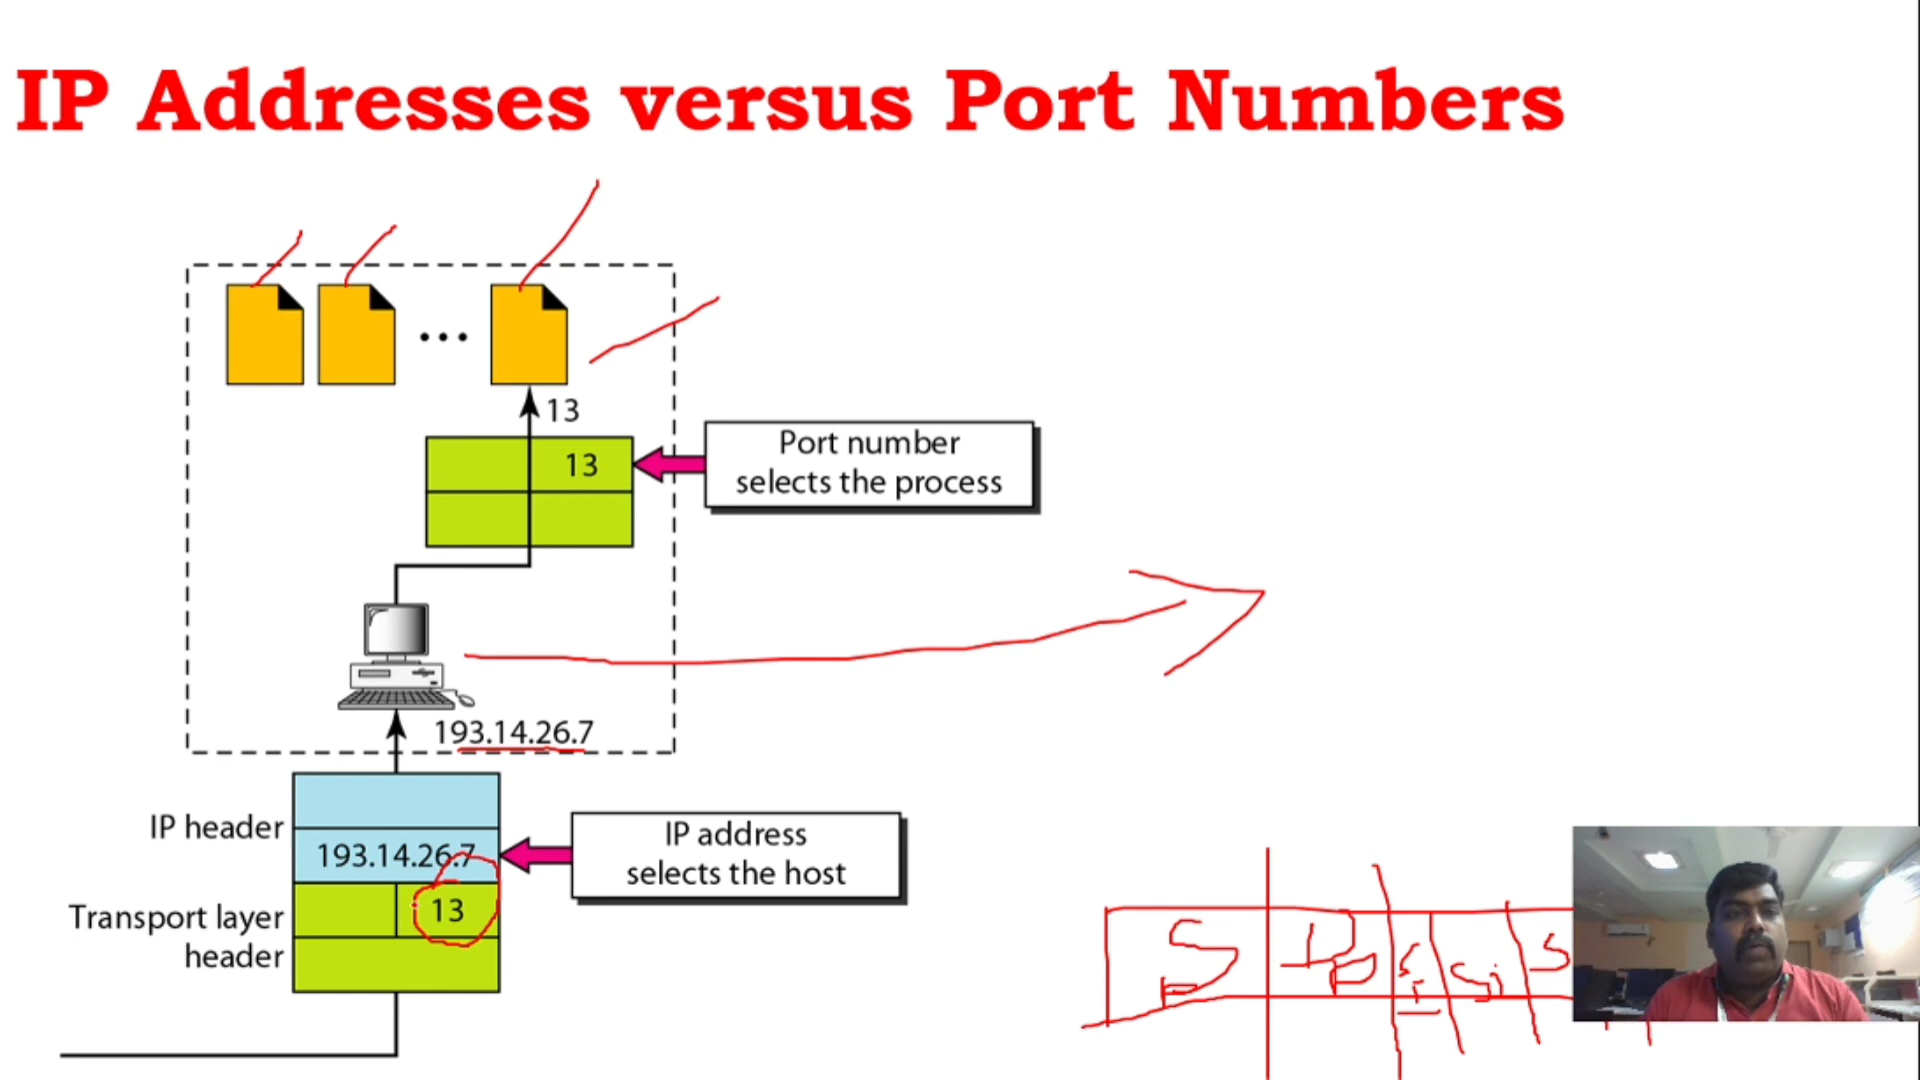 IP Addresses versus Port Numbers
13
13
Port number
selects the process
193.14.26.7
IP header
193.14.26.7
IP address
selects the host
Transport layer
header
13
S
S